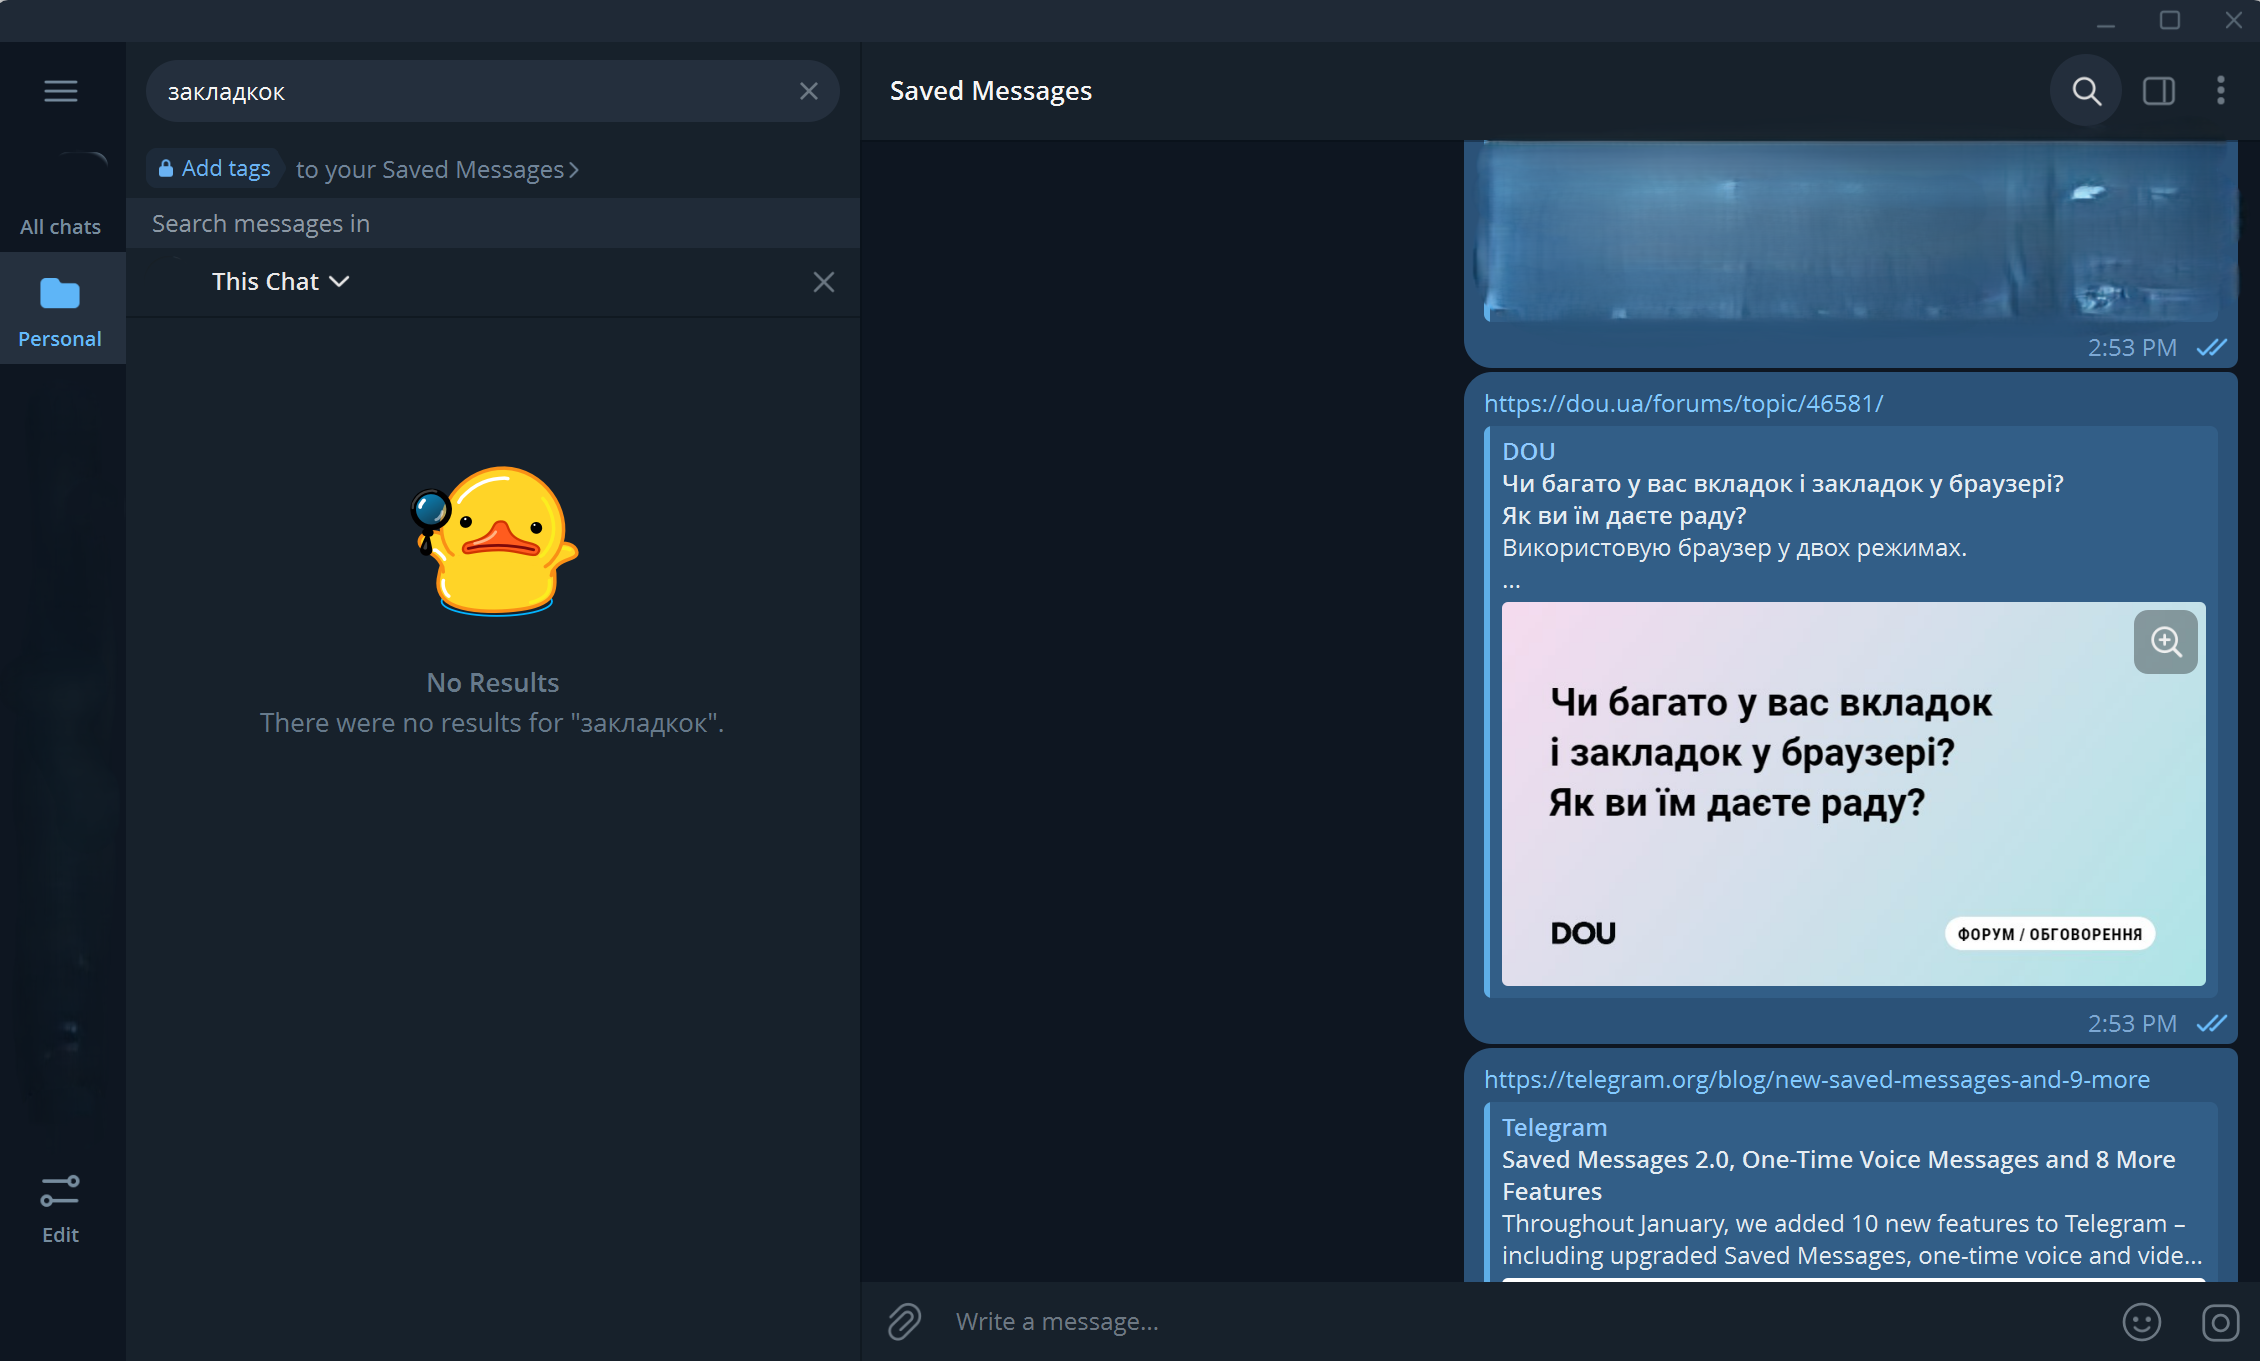 закладкок
Add tags to your Saved Messages
Search messages in
This Chat
All chats
Personal
Edit
No Results
There were no results for "закладкок".
Saved Messages
2:53 PM
https://dou.ua/forums/topic/46581/
DOU
Чи багато у вас вкладок і закладок у браузері?
Як ви їм даєте раду?
Використовую браузер у двох режимах.
...
Чи багато у вас вкладок
і закладок у браузері?
Як ви їм даєте раду?
DOU
ФОРУМ / ОБГОВОРЕННЯ
2:53 PM
https://telegram.org/blog/new-saved-messages-and-9-more
Telegram
Saved Messages 2.0, One-Time Voice Messages and 8 More
Features
Throughout January, we added 10 new features to Telegram –
including upgraded Saved Messages, one-time voice and vide...
Write a message...